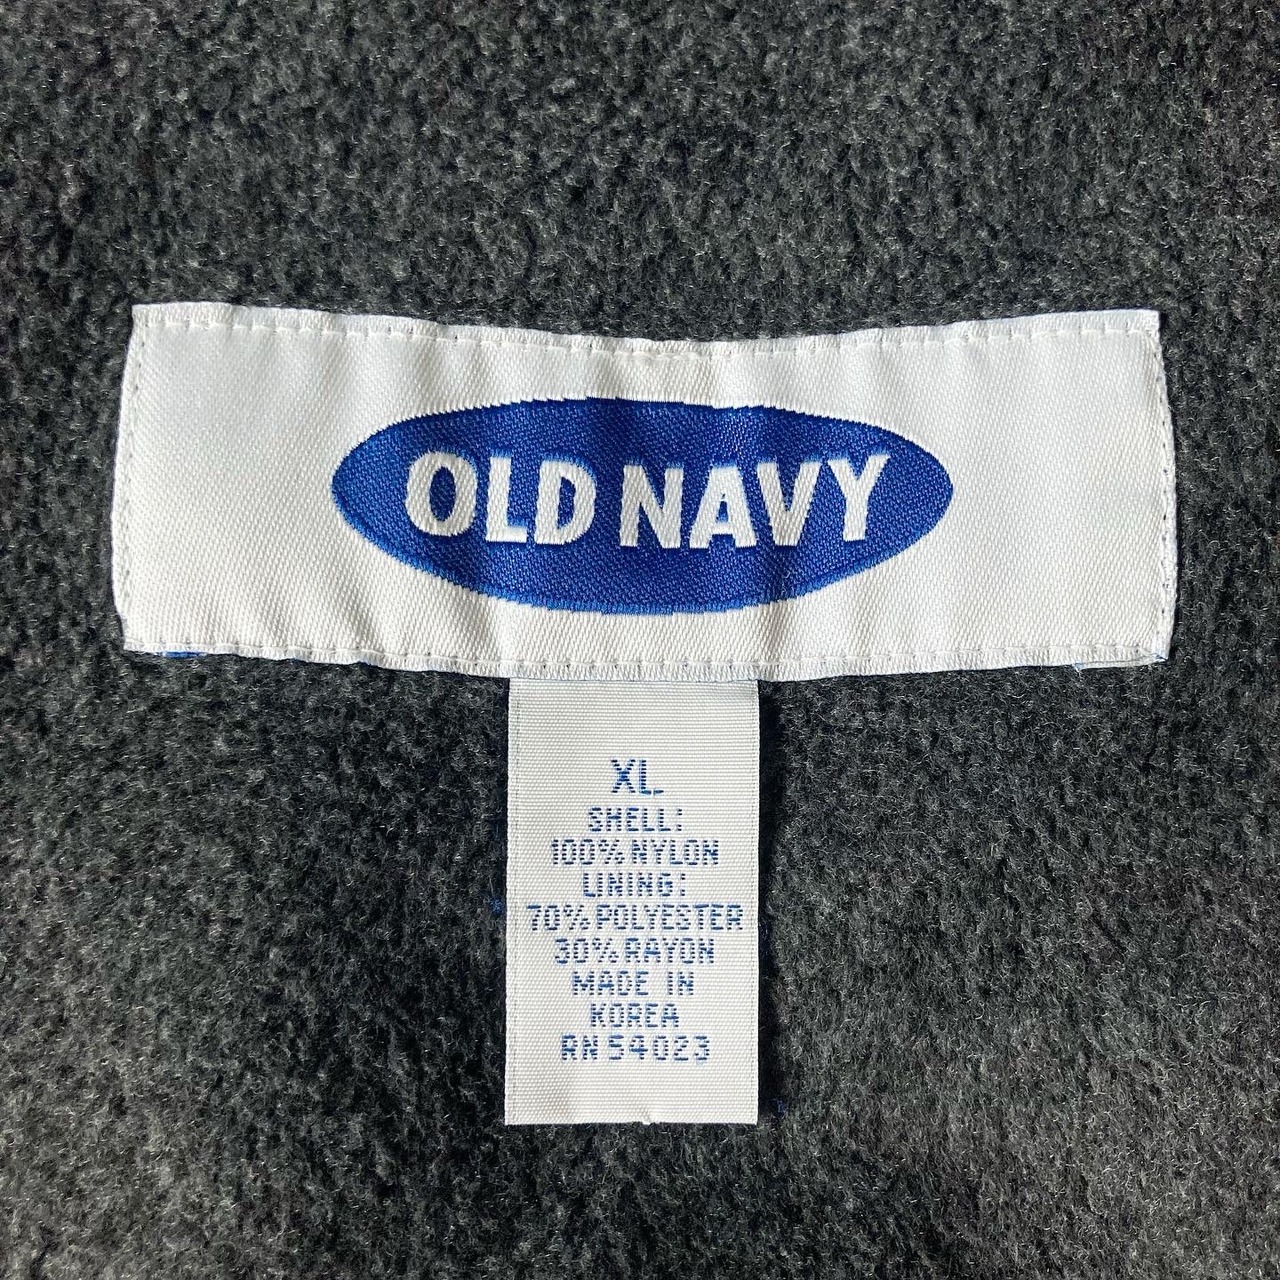 OLD NAVY
XL
SHELL:
100% NYLON
LINING:
70% POLYESTER
30% RAYON
MADE IN
KOREA
RN 54023